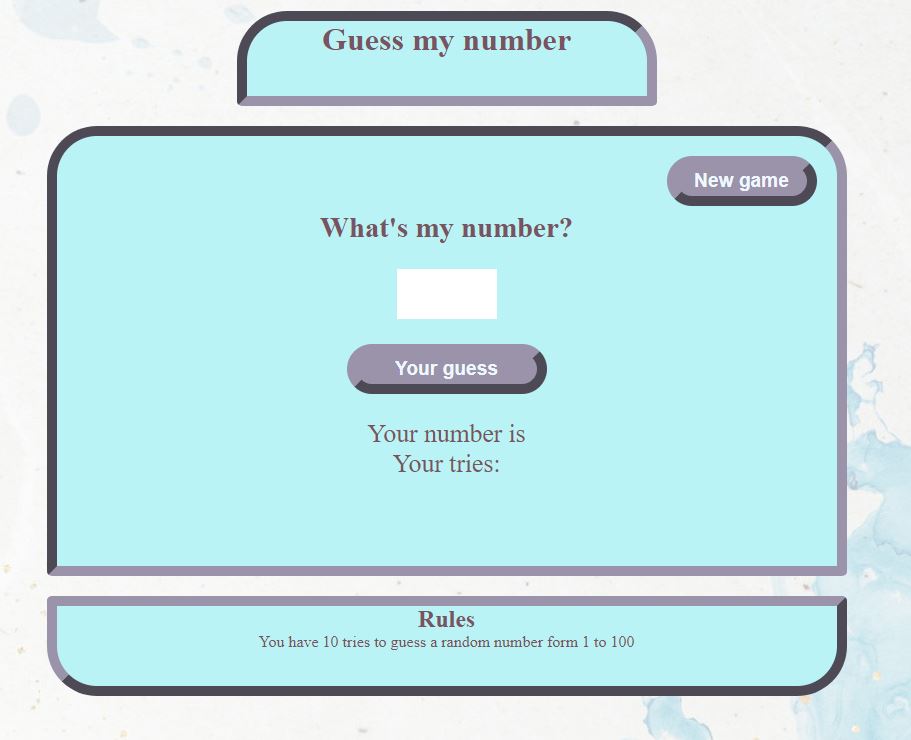 Guess my number
New game
What's my number?
Your guess
Your number is
Your tries:
Rules
You have 10 tries to guess a random number form 1 to 100